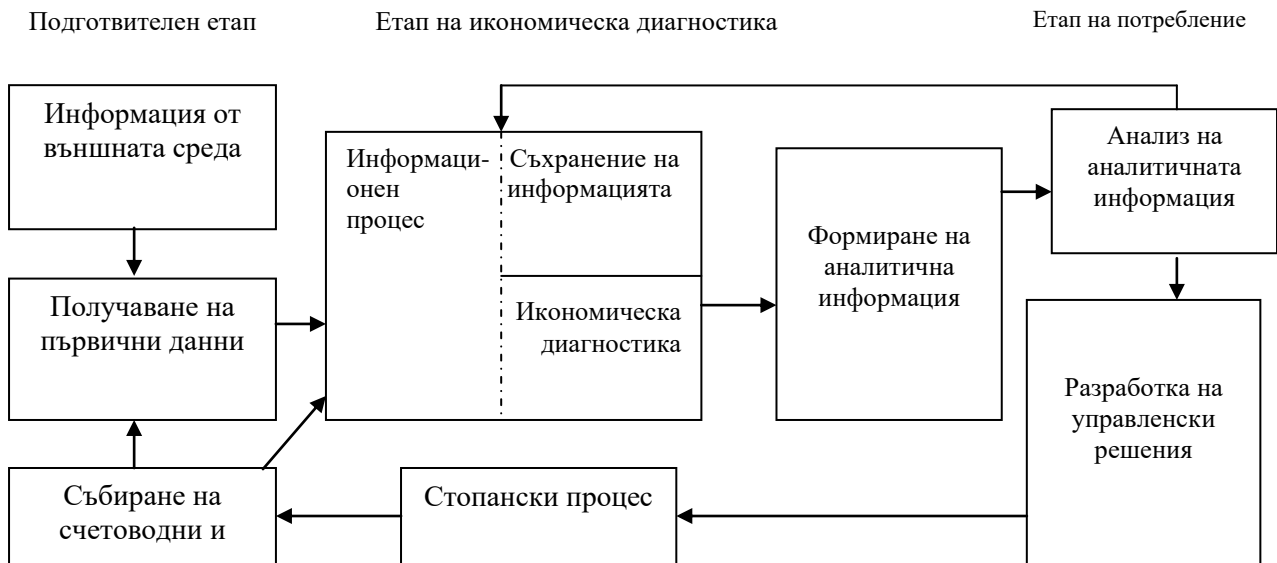 Подготвителен етап
Етап на икономическа диагностика
Етап на потребление
Информация от
външната среда
Информаци-
онен
процес
Съхранение на
информацията
Анализ на
аналитичната
информация
Формиране на
аналитична
информация
Получаване на
първични данни
Икономическа
диагностика
Разработка на
управленски
решения
Събиране на
счетоводни и
Стопански процес